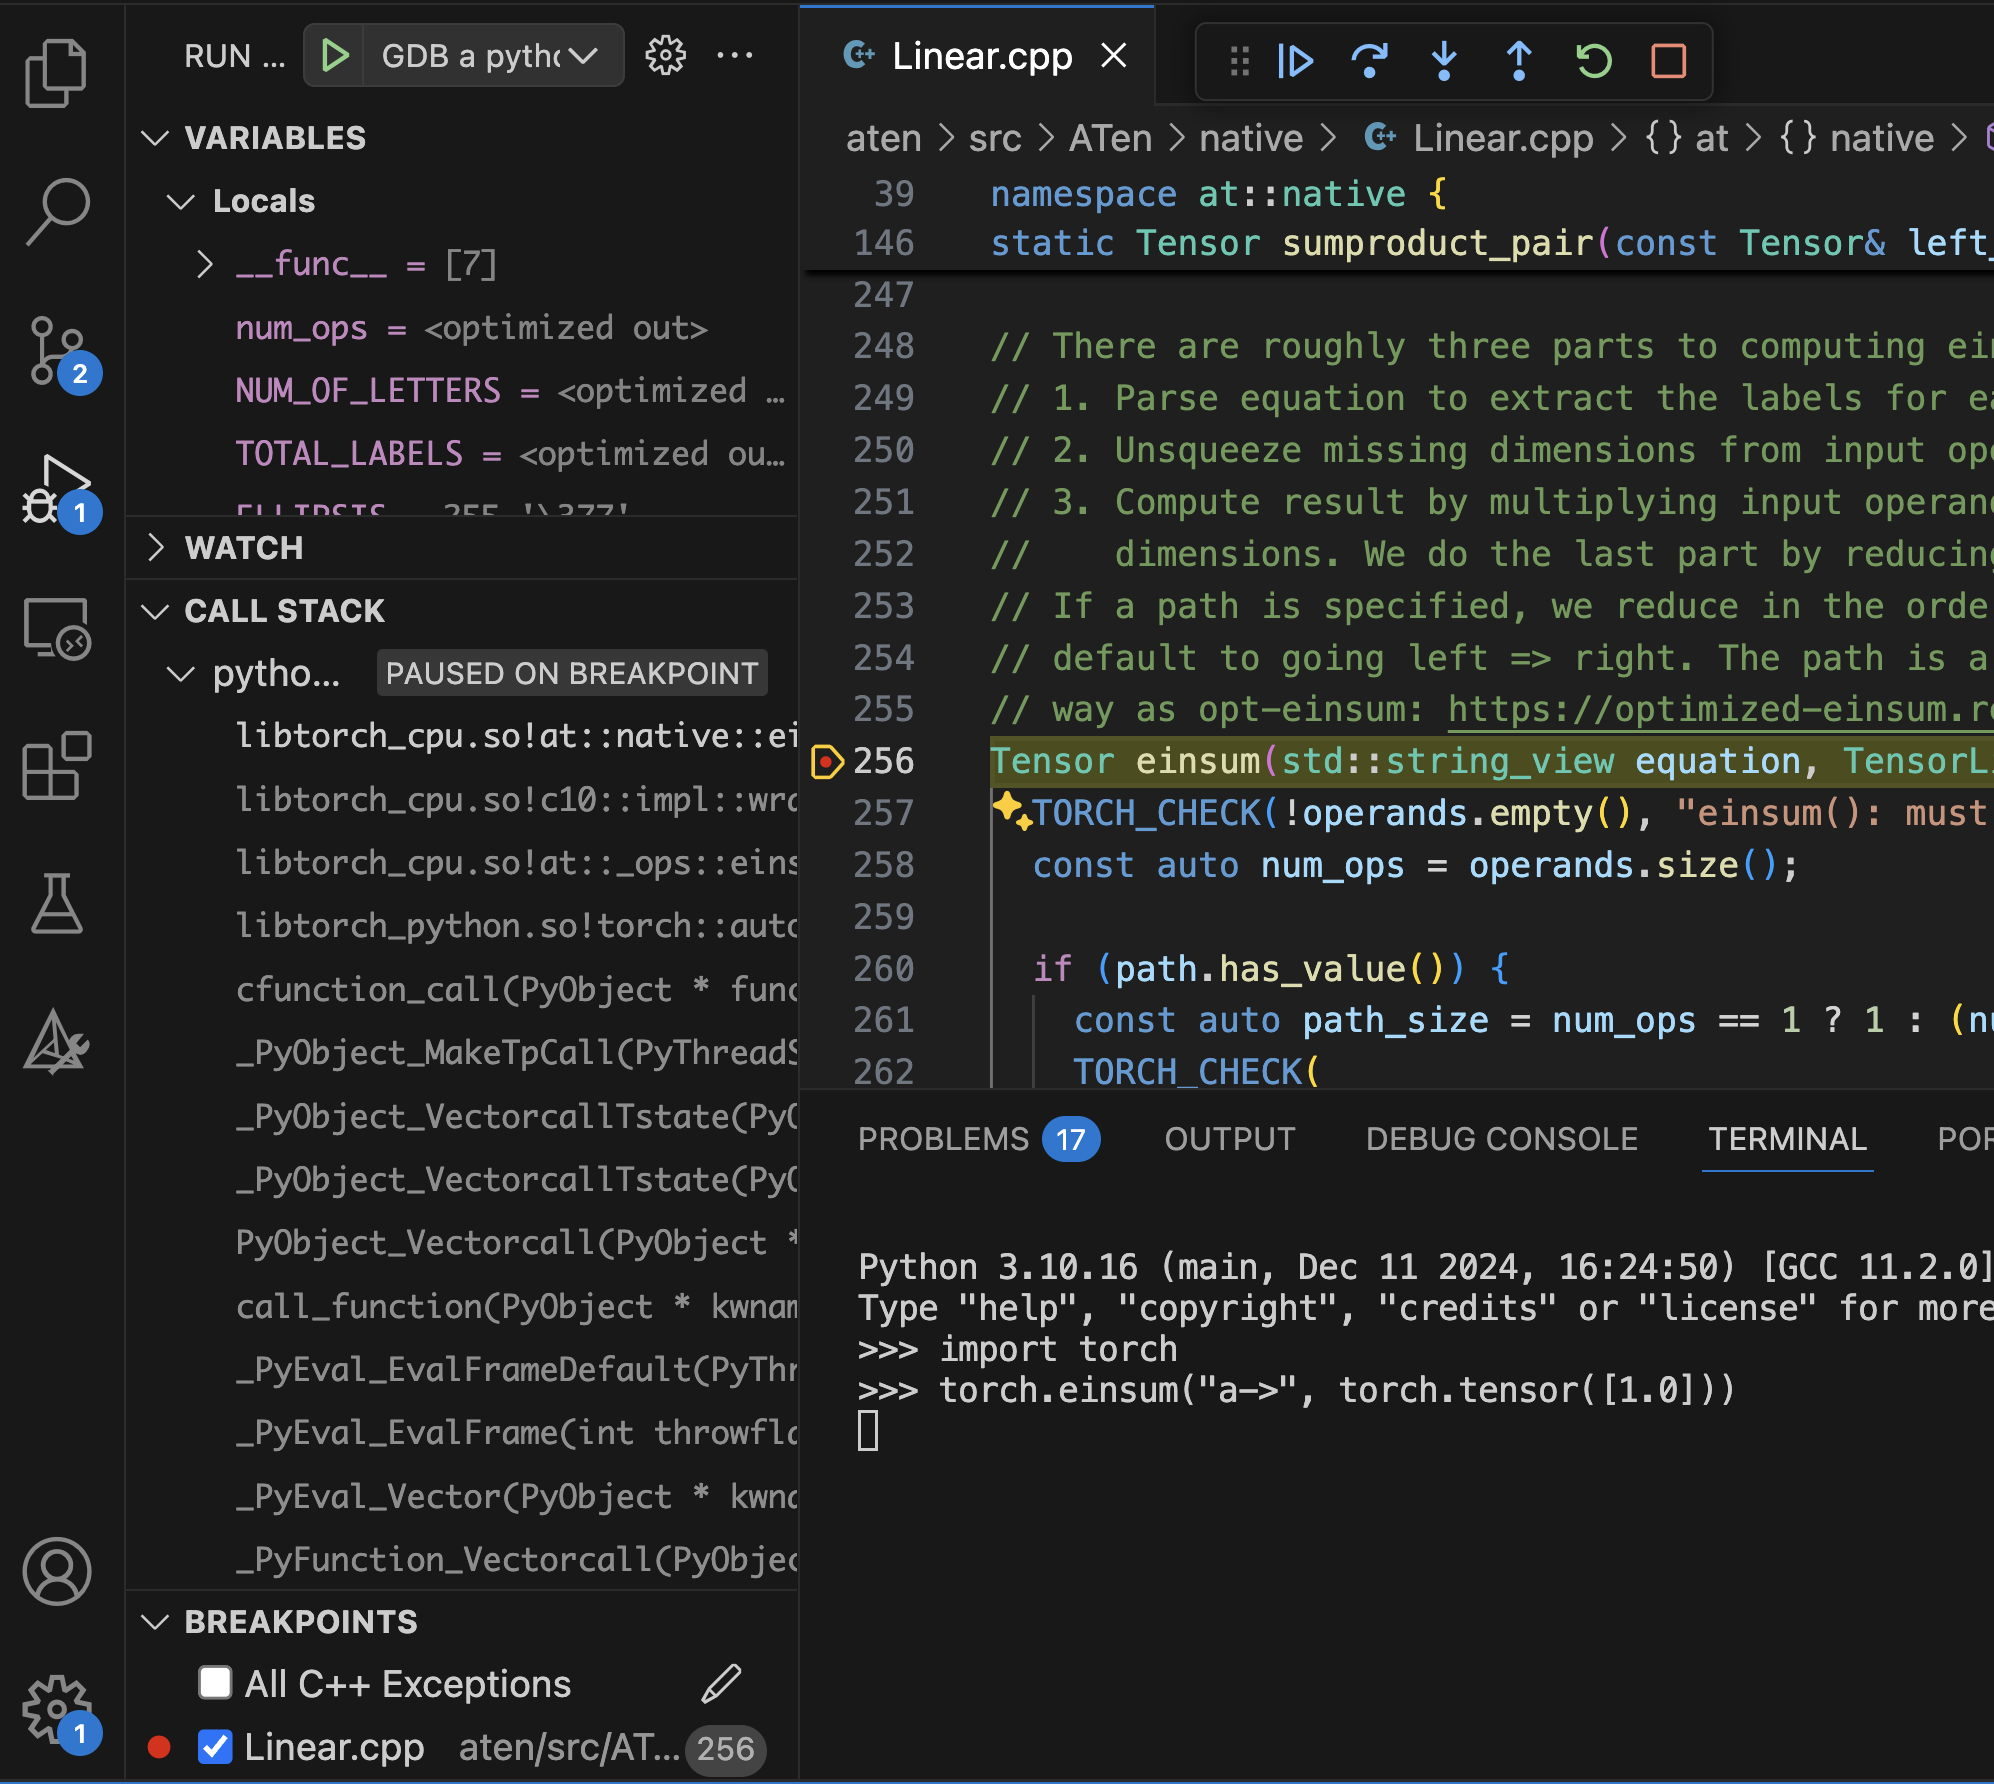 RUN ...
GDB a pytho
VARIABLES
Locals
__func__ = [7]
num_ops = <optimized out>
NUM_OF_LETTERS = <optimized …
TOTAL_LABELS = <optimized ou…
ELLIPSIS = 255 '\377'
WATCH
CALL STACK
pytho... PAUSED ON BREAKPOINT
libtorch_cpu.so!at::native::ei
libtorch_cpu.so!c10::impl::wra
libtorch_cpu.so!at::_ops::eins
libtorch_python.so!torch::auto
cfunction_call(PyObject * func
_PyObject_MakeTpCall(PyThreadS
_PyObject_VectorcallTstate(PyO
_PyObject_VectorcallTstate(PyO
PyObject_Vectorcall(PyObject *
call_function(PyObject * kwnam
_PyEval_EvalFrameDefault(PyThr
_PyEval_EvalFrame(int throwfla
_PyEval_Vector(PyObject * kwna
_PyFunction_Vectorcall(PyObjec
BREAKPOINTS
All C++ Exceptions
Linear.cpp aten/src/AT... 256
2
1
1
Linear.cpp
aten > src > ATen > native > Linear.cpp > {} at > {} native >
39 namespace at::native {
146 static Tensor sumproduct_pair(const Tensor& left_
247
248 // There are roughly three parts to computing ein
249 // 1. Parse equation to extract the labels for ea
250 // 2. Unsqueeze missing dimensions from input ope
251 // 3. Compute result by multiplying input operand
252 //    dimensions. We do the last part by reducing
253 // If a path is specified, we reduce in the orde
254 // default to going left => right. The path is a
255 // way as opt-einsum: https://optimized-einsum.re
256 Tensor einsum(std::string_view equation, TensorLi
257 TORCH_CHECK(!operands.empty(), "einsum(): must
258 const auto num_ops = operands.size();
259
260 if (path.has_value()) {
261 const auto path_size = num_ops == 1 ? 1 : (nu
262 TORCH_CHECK(
PROBLEMS 17 OUTPUT DEBUG CONSOLE TERMINAL POR
Python 3.10.16 (main, Dec 11 2024, 16:24:50) [GCC 11.2.0]
Type "help", "copyright", "credits" or "license" for more
>>> import torch
>>> torch.einsum("a->", torch.tensor([1.0]))